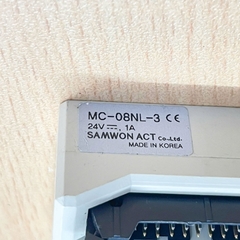 MC-08NL-3 CE
24V⎓, 1A
SAMWON ACT Co.,Ltd.
MADE IN KOREA